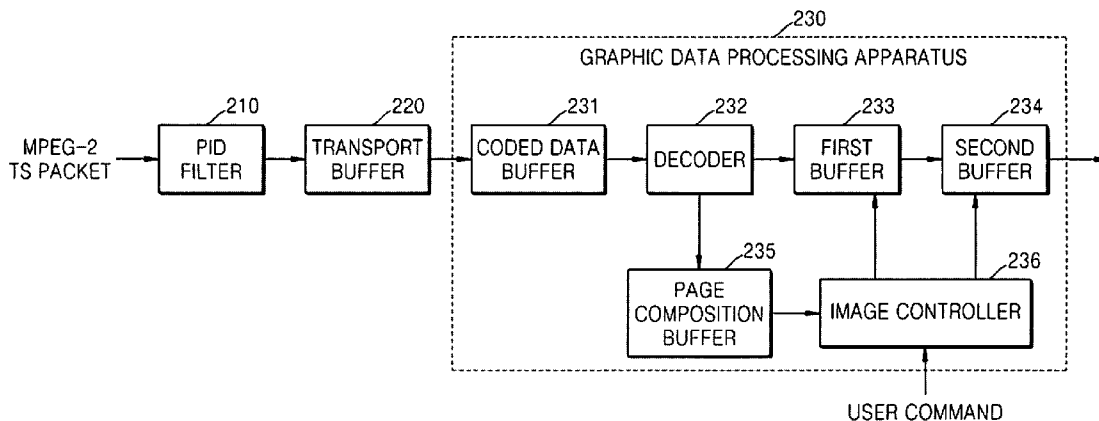 230
GRAPHIC DATA PROCESSING APPARATUS
210
220
231
232
233
234
MPEG-2
TS PACKET
PID
FILTER
TRANSPORT
BUFFER
CODED DATA
BUFFER
DECODER
FIRST
BUFFER
SECOND
BUFFER
235
236
PAGE
COMPOSITION
BUFFER
IMAGE CONTROLLER
USER COMMAND